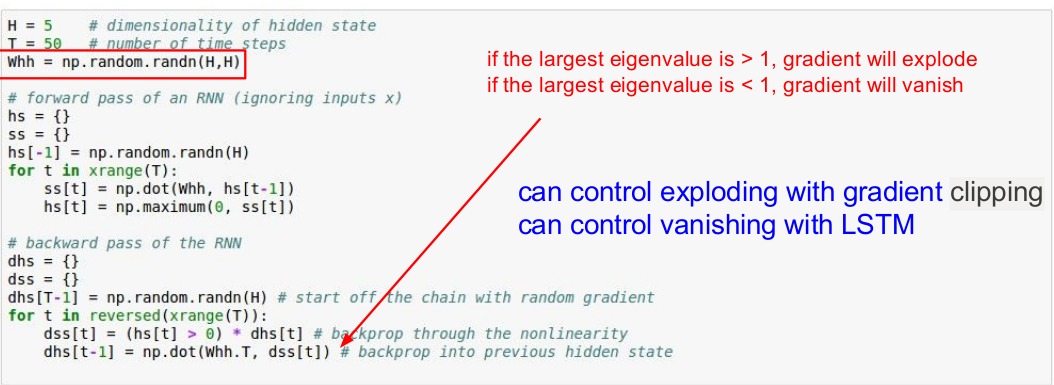 H = 5    # dimensionality of hidden state
T = 50   # number of time steps
Whh = np.random.randn(H,H)
if the largest eigenvalue is > 1, gradient will explode
if the largest eigenvalue is < 1, gradient will vanish
# forward pass of an RNN (ignoring inputs x)
hs = {}
ss = {}
hs[-1] = np.random.randn(H)
for t in xrange(T):
    ss[t] = np.dot(Whh, hs[t-1])
    hs[t] = np.maximum(0, ss[t])
can control exploding with gradient clipping
can control vanishing with LSTM
# backward pass of the RNN
dhs = {}
dss = {}
dhs[T-1] = np.random.randn(H) # start off the chain with random gradient
for t in reversed(xrange(T)):
    dss[t] = (hs[t] > 0) * dhs[t] # backprop through the nonlinearity
    dhs[t-1] = np.dot(Whh.T, dss[t]) # backprop into previous hidden state